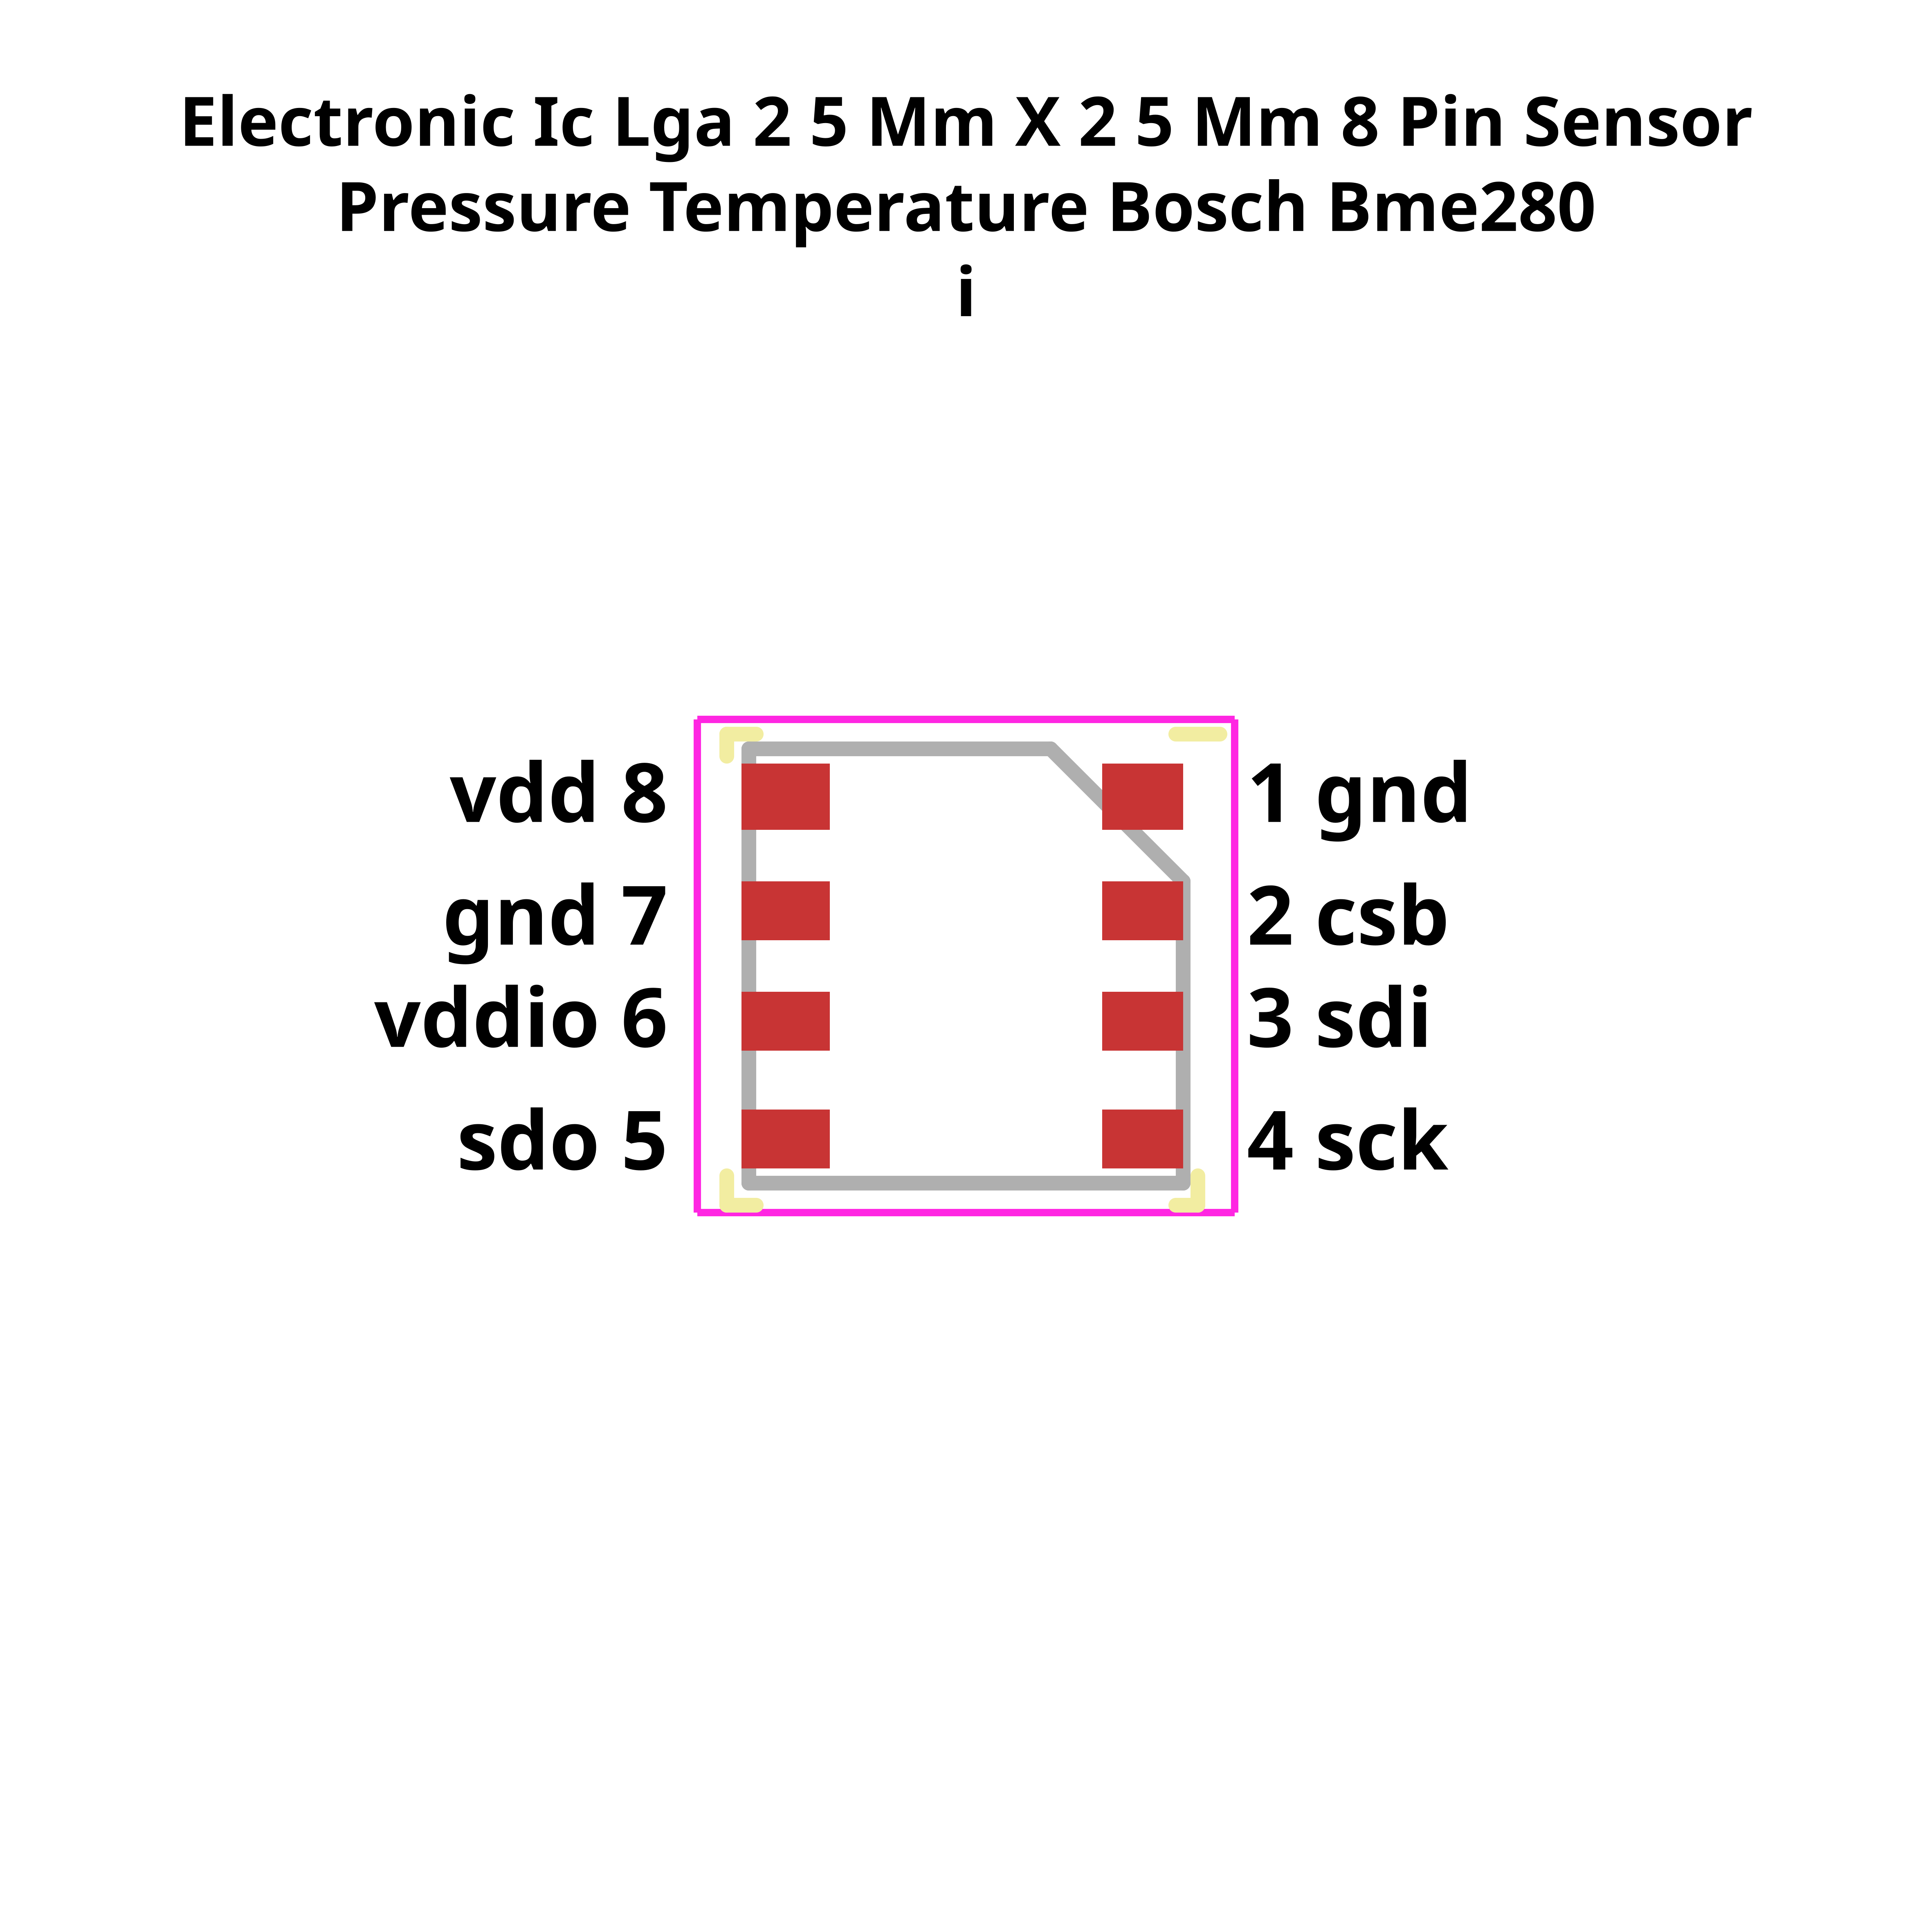 Electronic Ic Lga 2 5 Mm X 2 5 Mm 8 Pin Sensor
Pressure Temperature Bosch Bme280
i
vdd 8
1 gnd
gnd 7
2 csb
vddio 6
3 sdi
sdo 5
4 sck